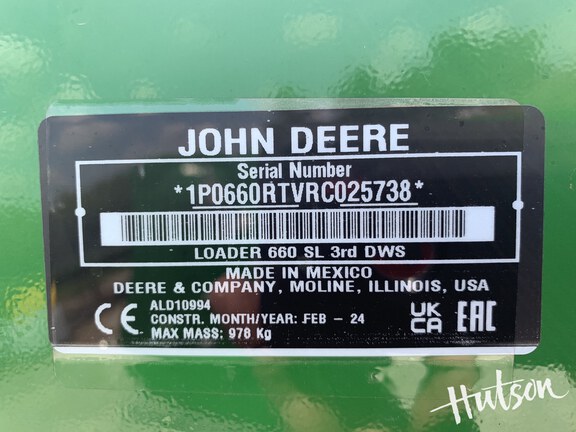 JOHN DEERE
Serial Number
*1P0660RTVRC025738*
LOADER 660 SL 3rd DWS
MADE IN MEXICO
DEERE & COMPANY, MOLINE, ILLINOIS, USA
ALD10994
CONSTR. MONTH/YEAR: FEB - 24
MAX MASS: 978 Kg
CE
UK
CA
EAC
Hutson